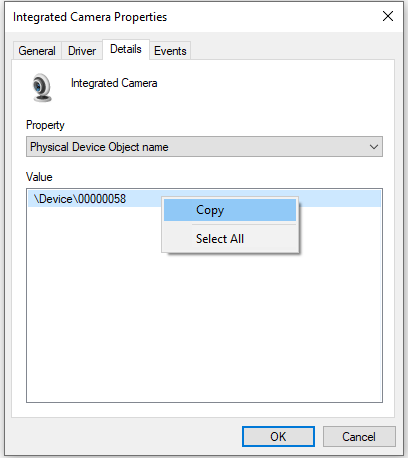 Integrated Camera Properties
General Driver Details Events
Integrated Camera
Property
Physical Device Object name
Value
\Device\00000058
Copy
Select All
OK Cancel